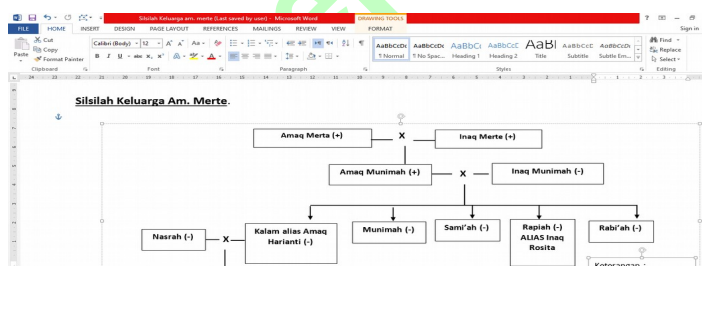 Silsilah Keluarga am. merte (Last saved by user) - Microsoft Word
DRAWING TOOLS
Sign in
FILE HOME INSERT DESIGN PAGE LAYOUT REFERENCES MAILINGS REVIEW VIEW FORMAT
Paste
Cut
Copy
Format Painter
Clipboard
Calibri (Body) 12
Font
Paragraph
AaBbCcDc AaBbCcDc AaBbCc AaBbCcE AaBl AaBbCcE AaBbCcDc
¶ Normal ¶ No Spac... Heading 1 Heading 2 Title Subtitle Subtle Em...
Styles
Find
Replace
Select
Editing
Silsilah Keluarga Am. Merte.
Amaq Merta (+) X Inaq Merte (+)
Amaq Munimah (+) X Inaq Munimah (-)
Nasrah (-) X
Kalam alias Amaq
Harianti (-)
Munimah (-)
Sami’ah (-)
Rapiah (-)
ALIAS Inaq
Rosita
Rabi’ah (-)
Keterangan :